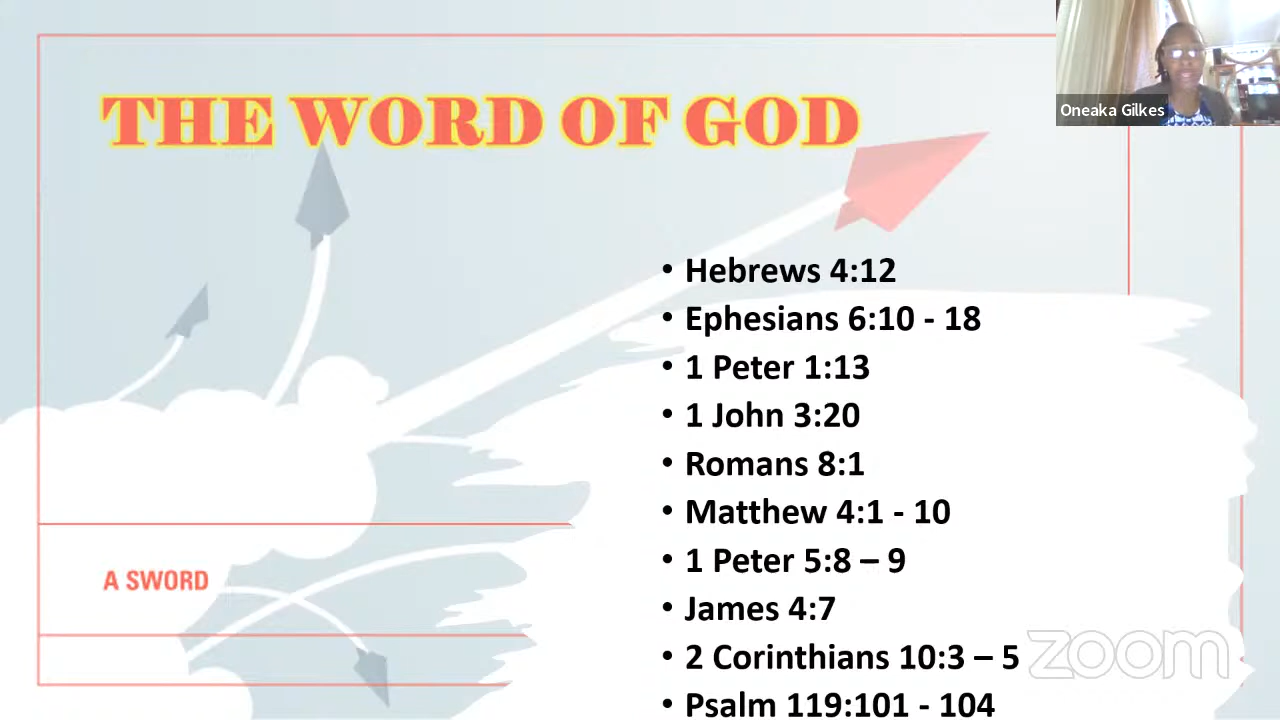 THE WORD OF GOD
Oneaka Gilkes
• Hebrews 4:12
• Ephesians 6:10 - 18
• 1 Peter 1:13
• 1 John 3:20
• Romans 8:1
• Matthew 4:1 - 10
• 1 Peter 5:8 – 9
• James 4:7
• 2 Corinthians 10:3 – 5
• Psalm 119:101 - 104
A SWORD
zoom